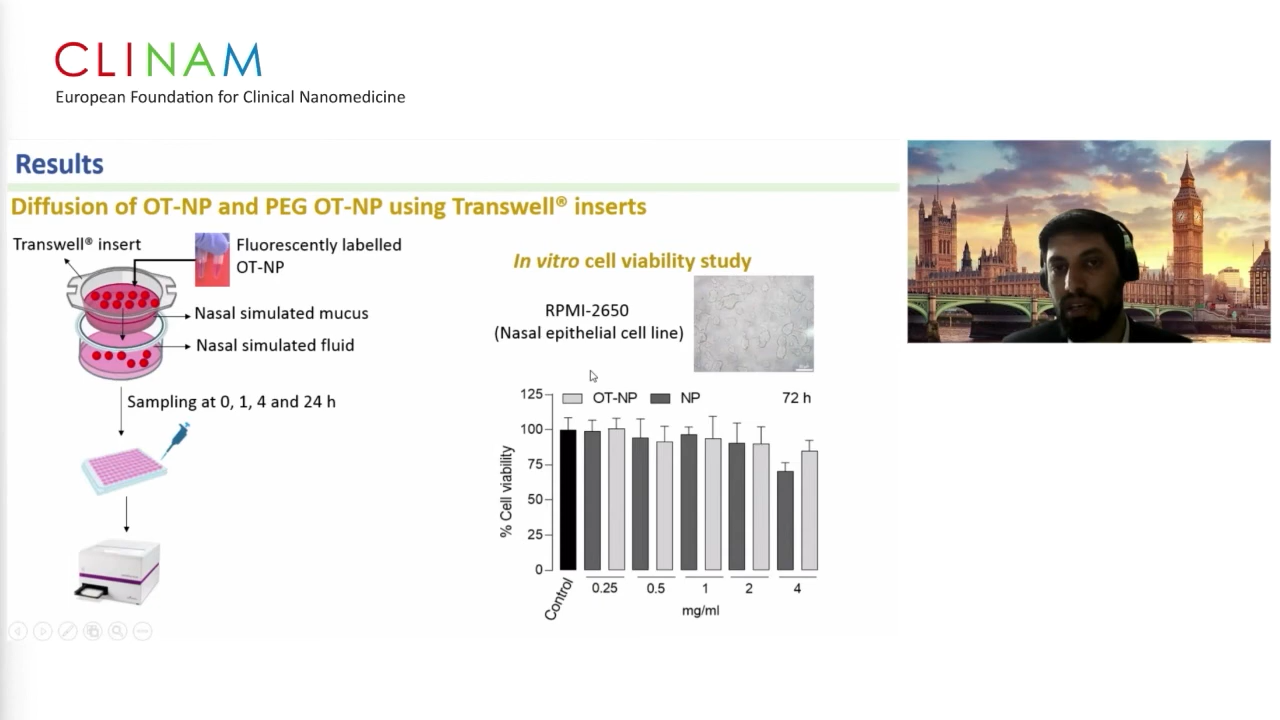 CLINAM
European Foundation for Clinical Nanomedicine
Results
Diffusion of OT-NP and PEG OT-NP using Transwell® inserts
Transwell® insert
Fluorescently labelled
OT-NP
Nasal simulated mucus
Nasal simulated fluid
Sampling at 0, 1, 4 and 24 h
In vitro cell viability study
RPMI-2650
(Nasal epithelial cell line)
OT-NP
NP
72 h
125
100
75
50
25
0
% Cell viability
Control
0.25
0.5
1
2
4
mg/ml